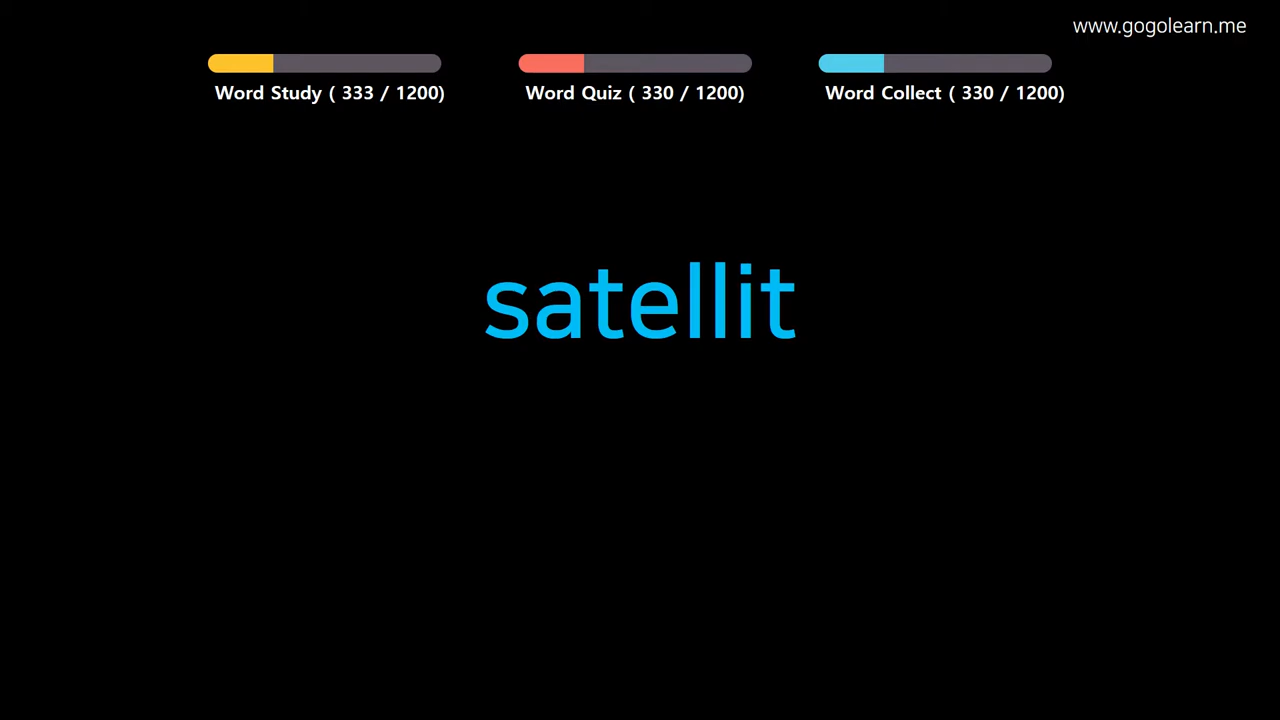 www.gogolearn.me
Word Study ( 333 / 1200)
Word Quiz ( 330 / 1200)
Word Collect ( 330 / 1200)
satellit